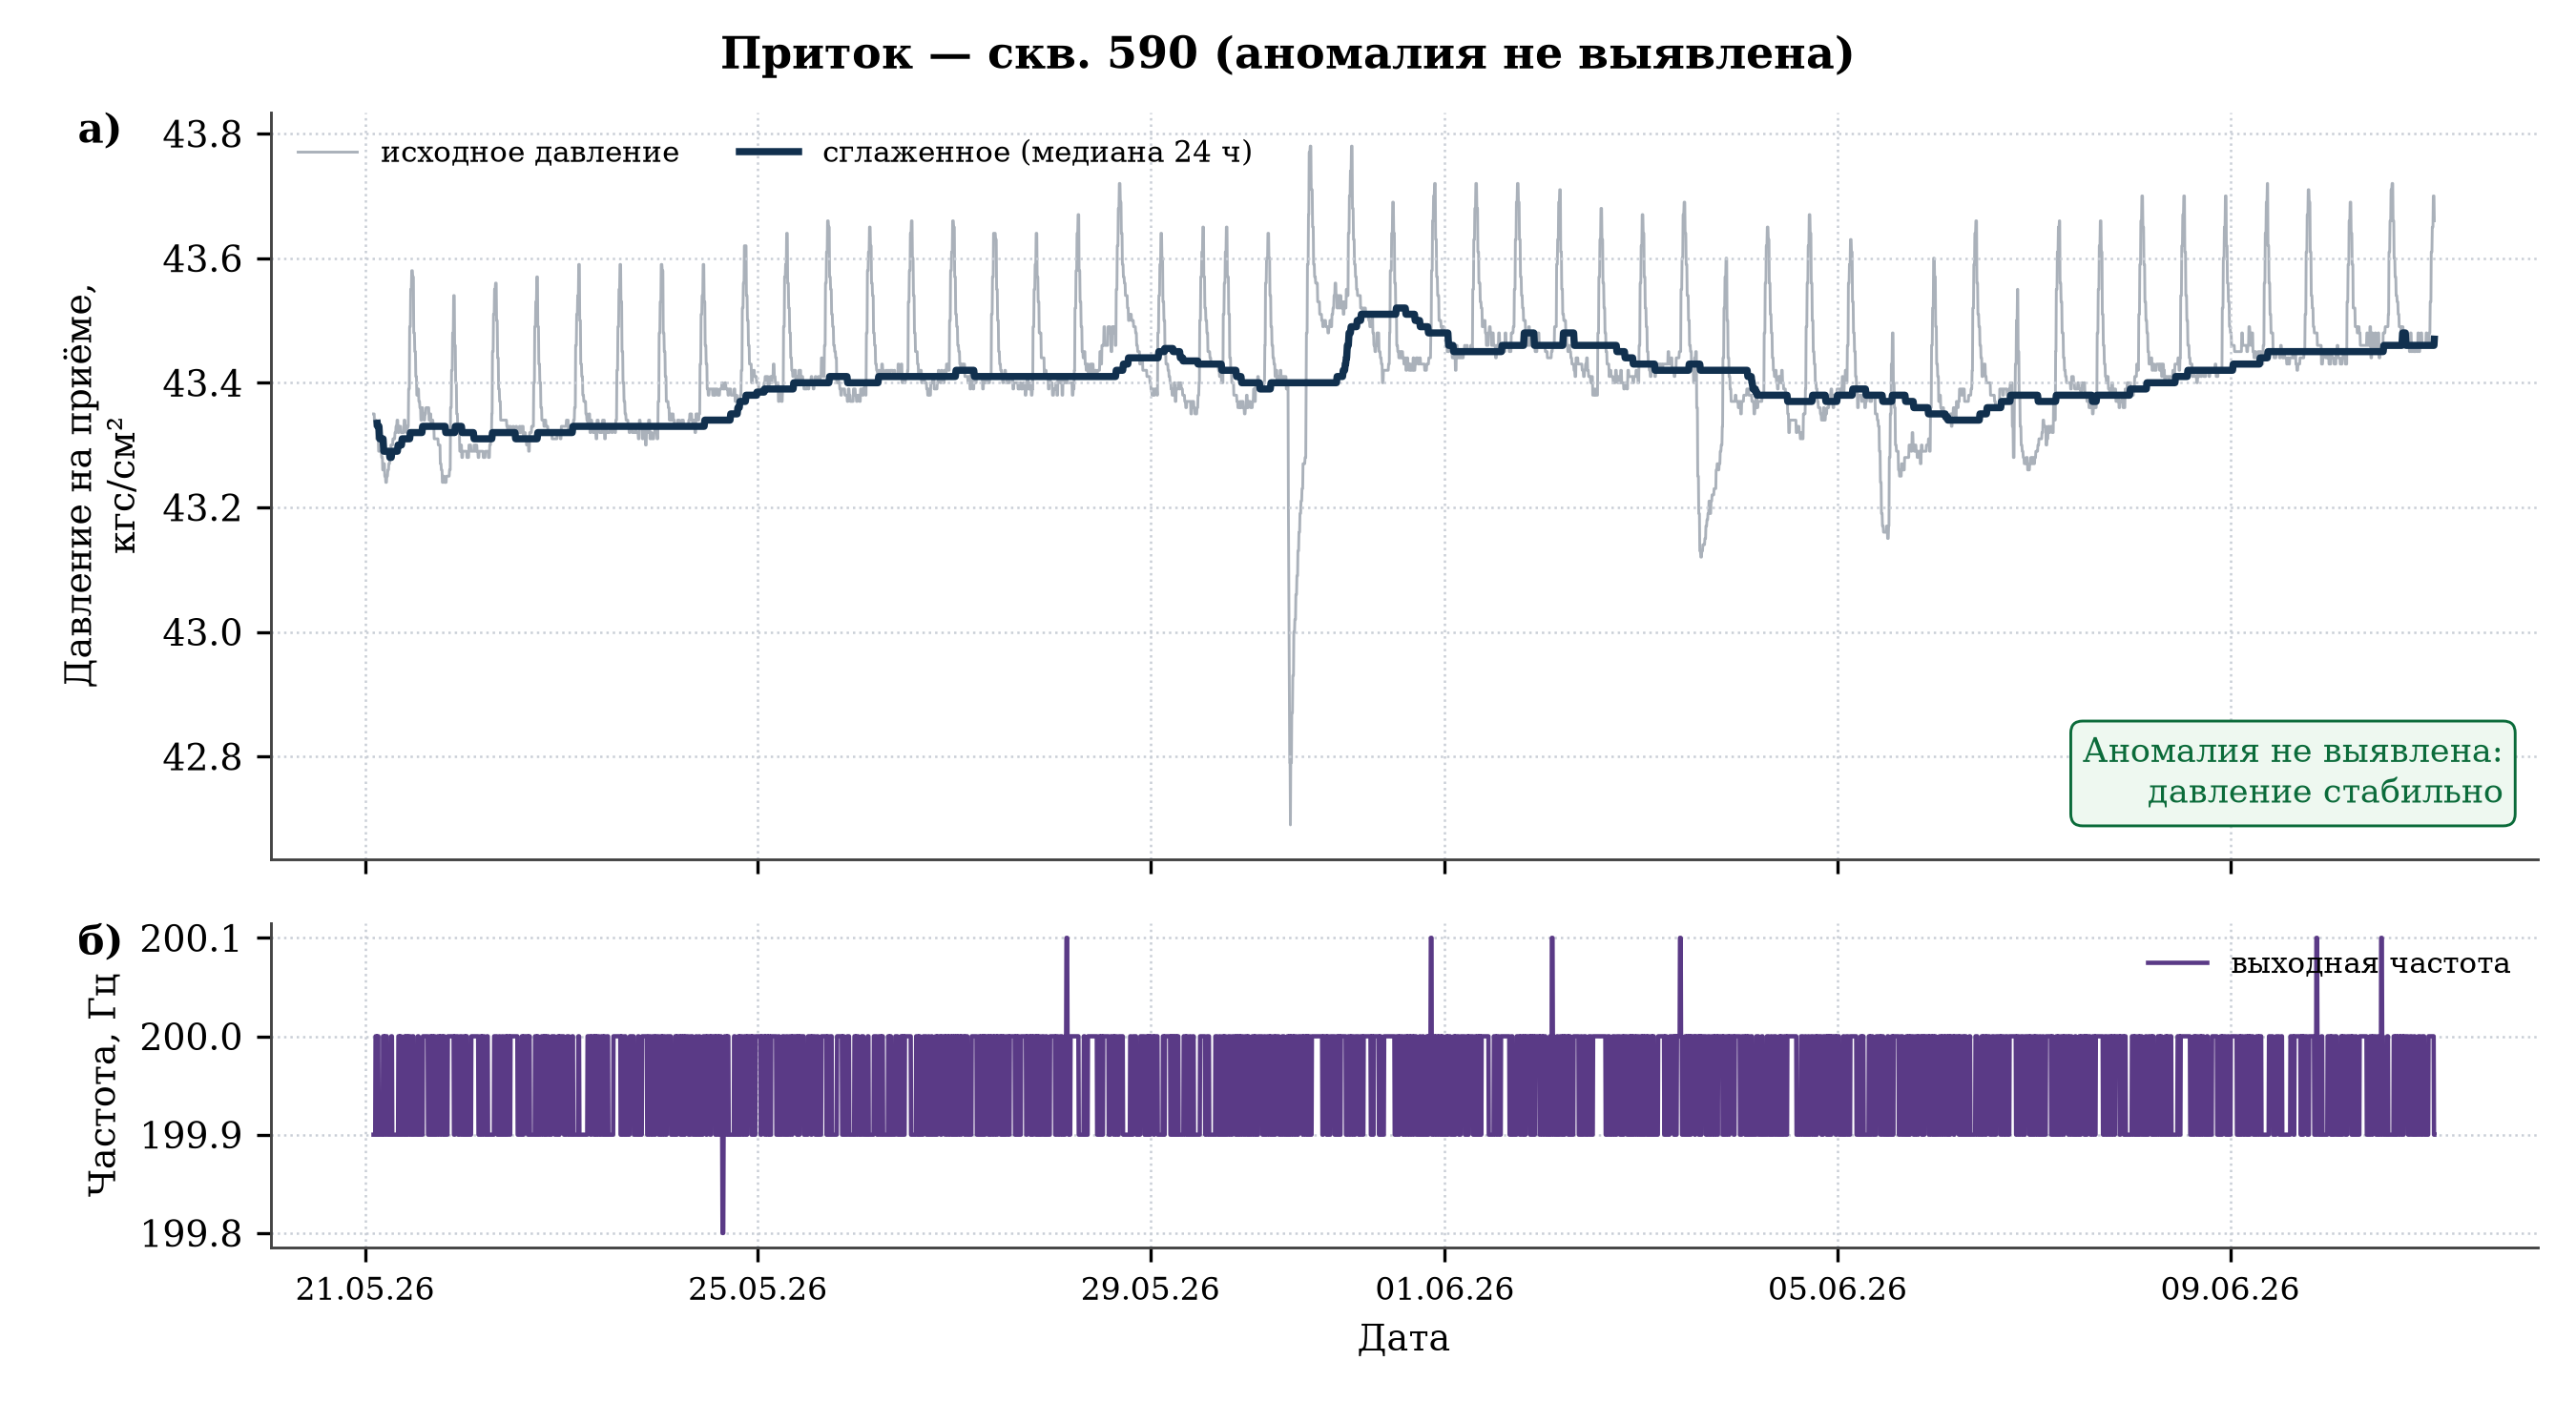 Приток — скв. 590 (аномалия не выявлена)
а)
43.8
43.6
43.4
43.2
43.0
42.8
Давление на приёме,
кгс/см²
исходное давление
сглаженное (медиана 24 ч)
Аномалия не выявлена:
давление стабильно
б)
200.1
200.0
199.9
199.8
Частота, Гц
выходная частота
21.05.26
25.05.26
29.05.26
01.06.26
05.06.26
09.06.26
Дата